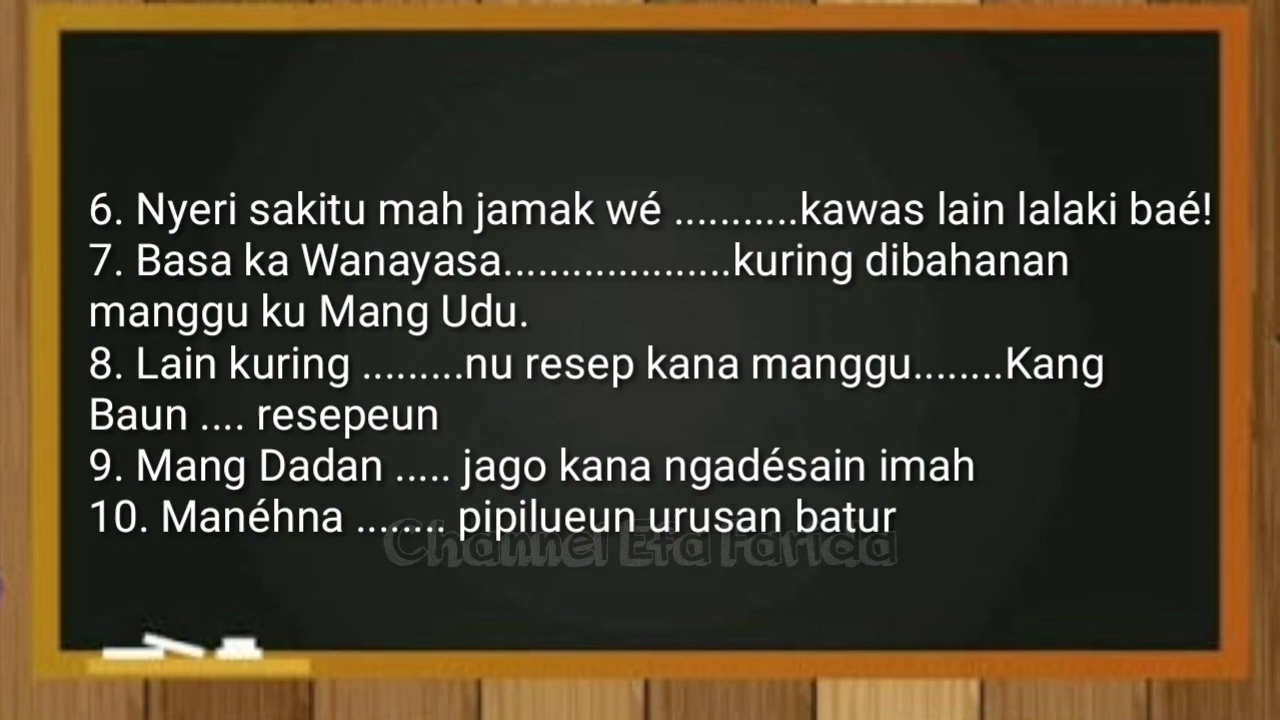 6. Nyeri sakitu mah jamak wé ...........kawas lain lalaki baé!
7. Basa ka Wanayasa....................kuring dibahanan
manggu ku Mang Udu.
8. Lain kuring .........nu resep kana manggu........Kang
Baun .... resepeun
9. Mang Dadan ..... jago kana ngadésain imah
10. Manéhna ........ pipilueun urusan batur
Channel Eta Farida